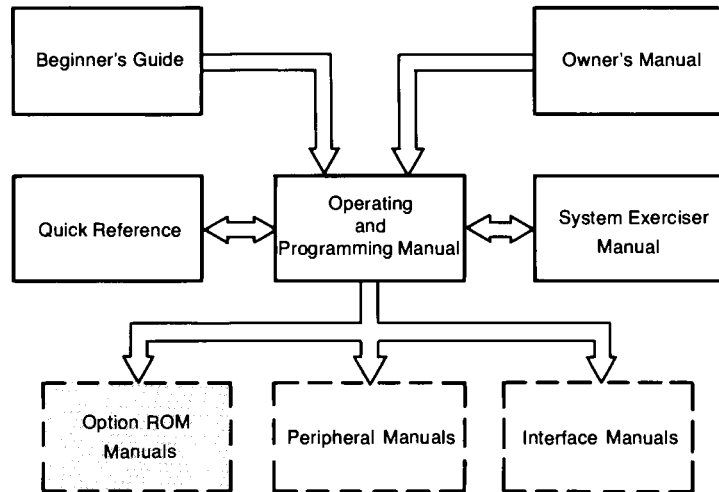 Beginner's Guide
Owner's Manual
Quick Reference
Operating
and
Programming Manual
System Exerciser
Manual
Option ROM
Manuals
Peripheral Manuals
Interface Manuals